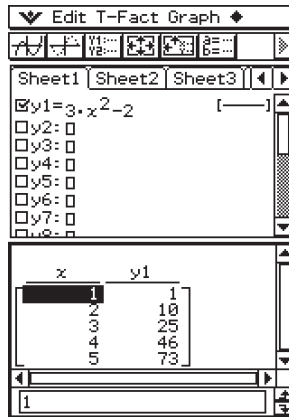 Edit T-Fact Graph
Sheet1 Sheet2 Sheet3
y1=3·x²-2 [—]
y2:
y3:
y4:
y5:
y6:
y7:
x y1
1 1
2 10
3 25
4 46
5 73
1